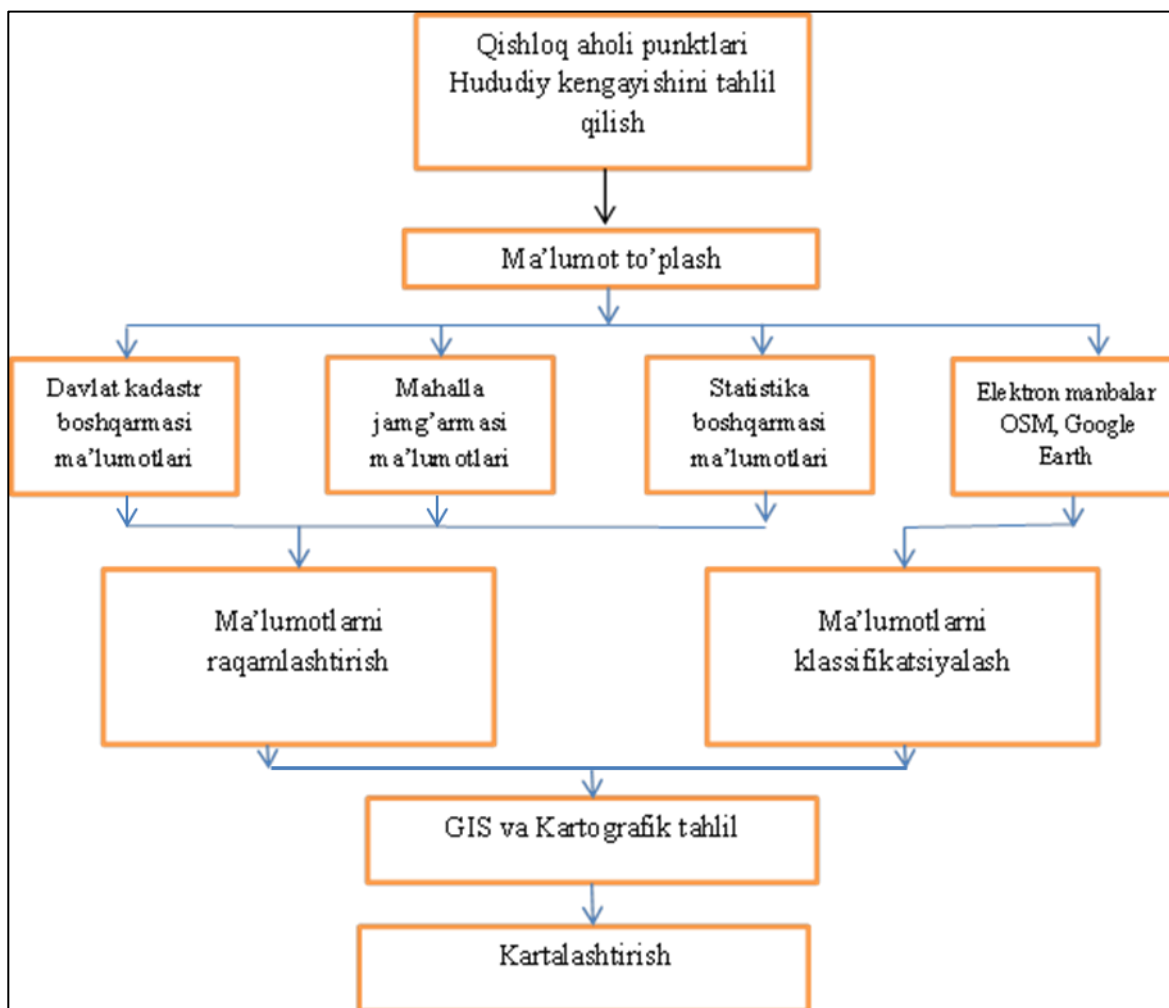 Qishloq aholi punktlari
Hududiy kengayishini tahlil
qilish
Ma’lumot to’plash
Davlat kadastr
boshqarmasi
ma’lumotlari
Mahalla
jamg’armasi
ma’lumotlari
Statistika
boshqarmasi
ma’lumotlari
Elektron manbalar
OSM, Google
Earth
Ma’lumotlarni
raqamlashtirish
Ma’lumotlarni
klassifikatsiyalash
GIS va Kartografik tahlil
Kartalashtirish